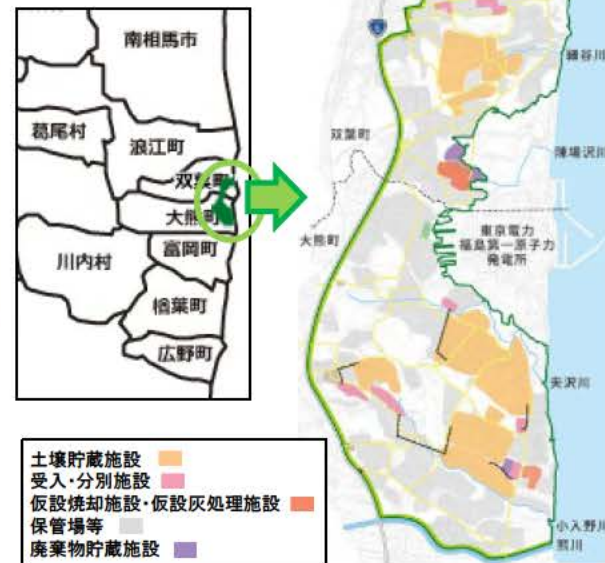 南相馬市
葛尾村
浪江町
双葉町
大熊町
富岡町
川内村
楢葉町
広野町
土壌貯蔵施設
受入・分別施設
仮設焼却施設・仮設灰処理施設
保管場等
廃棄物貯蔵施設
6
細谷川
双葉町
陳場沢川
大熊町
東京電力
福島第一原子力
発電所
夫沢川
小入野川
熊川